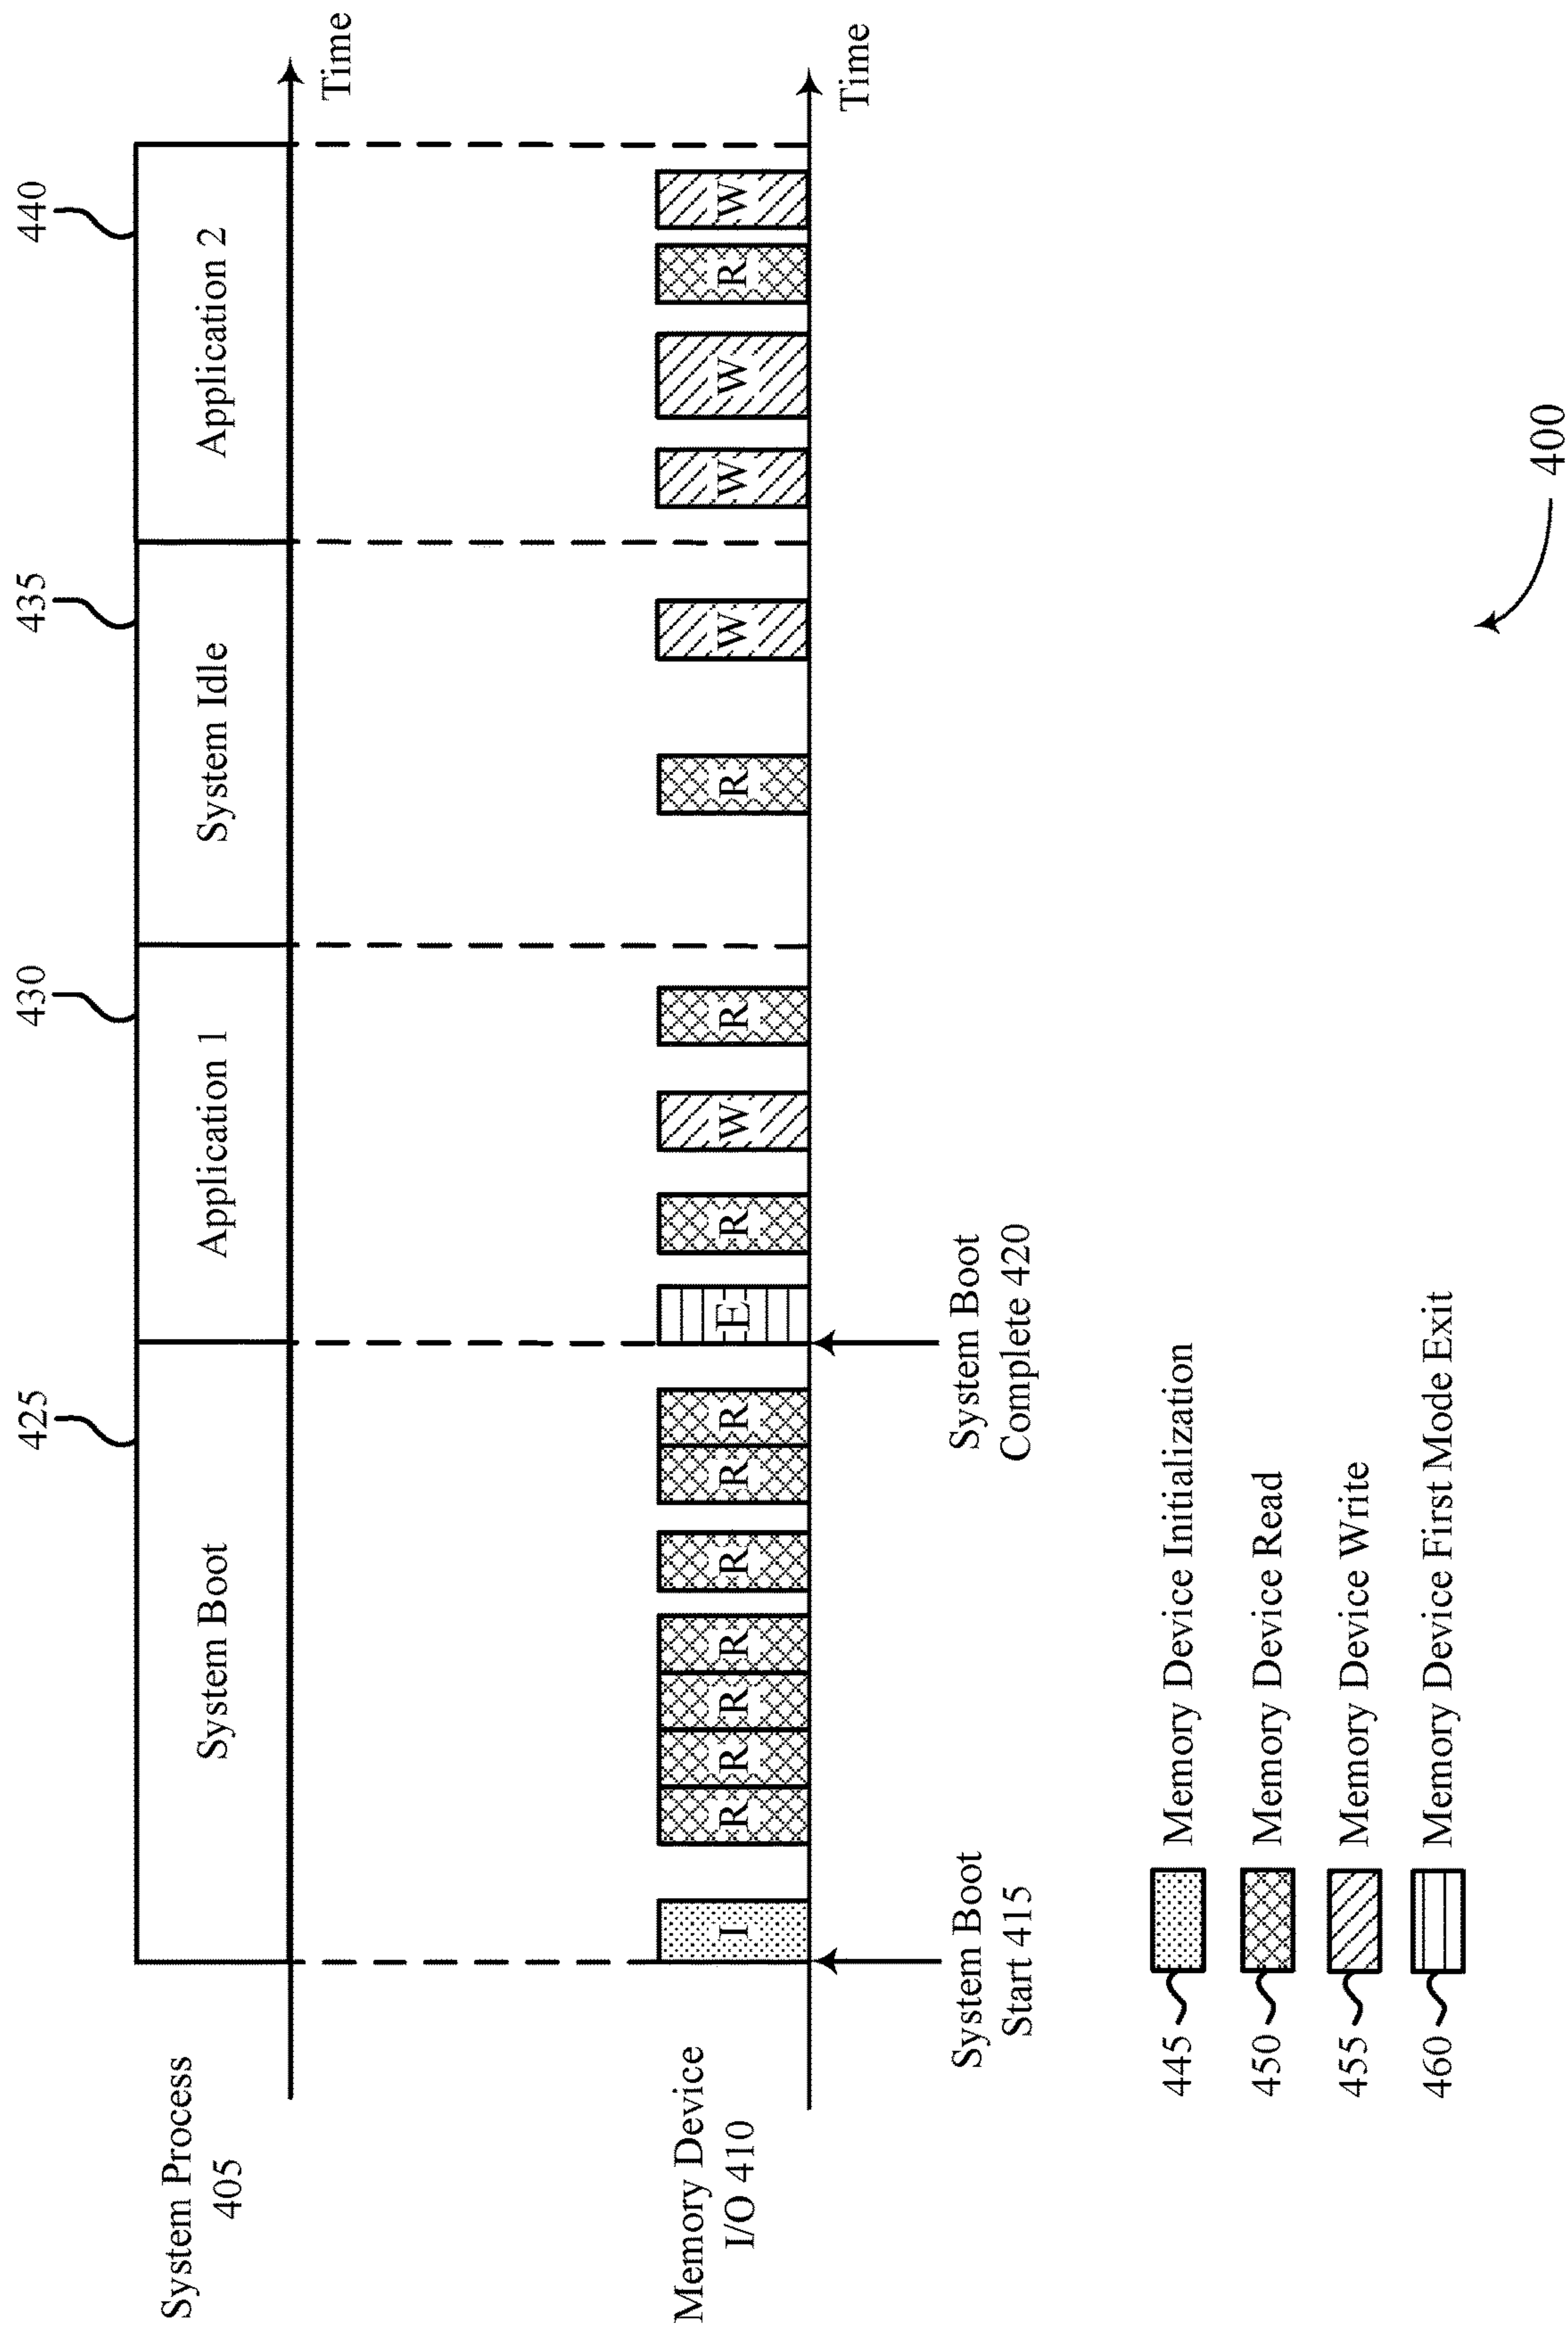 425
430
435
440
System Process
405
System Boot
Application 1
System Idle
Application 2
Time
Memory Device
I/O 410
I
R
R
R
R
R
R
R
E
R
W
R
R
W
W
W
R
W
Time
System Boot
Start 415
System Boot
Complete 420
445
Memory Device Initialization
450
Memory Device Read
455
Memory Device Write
460
Memory Device First Mode Exit
400